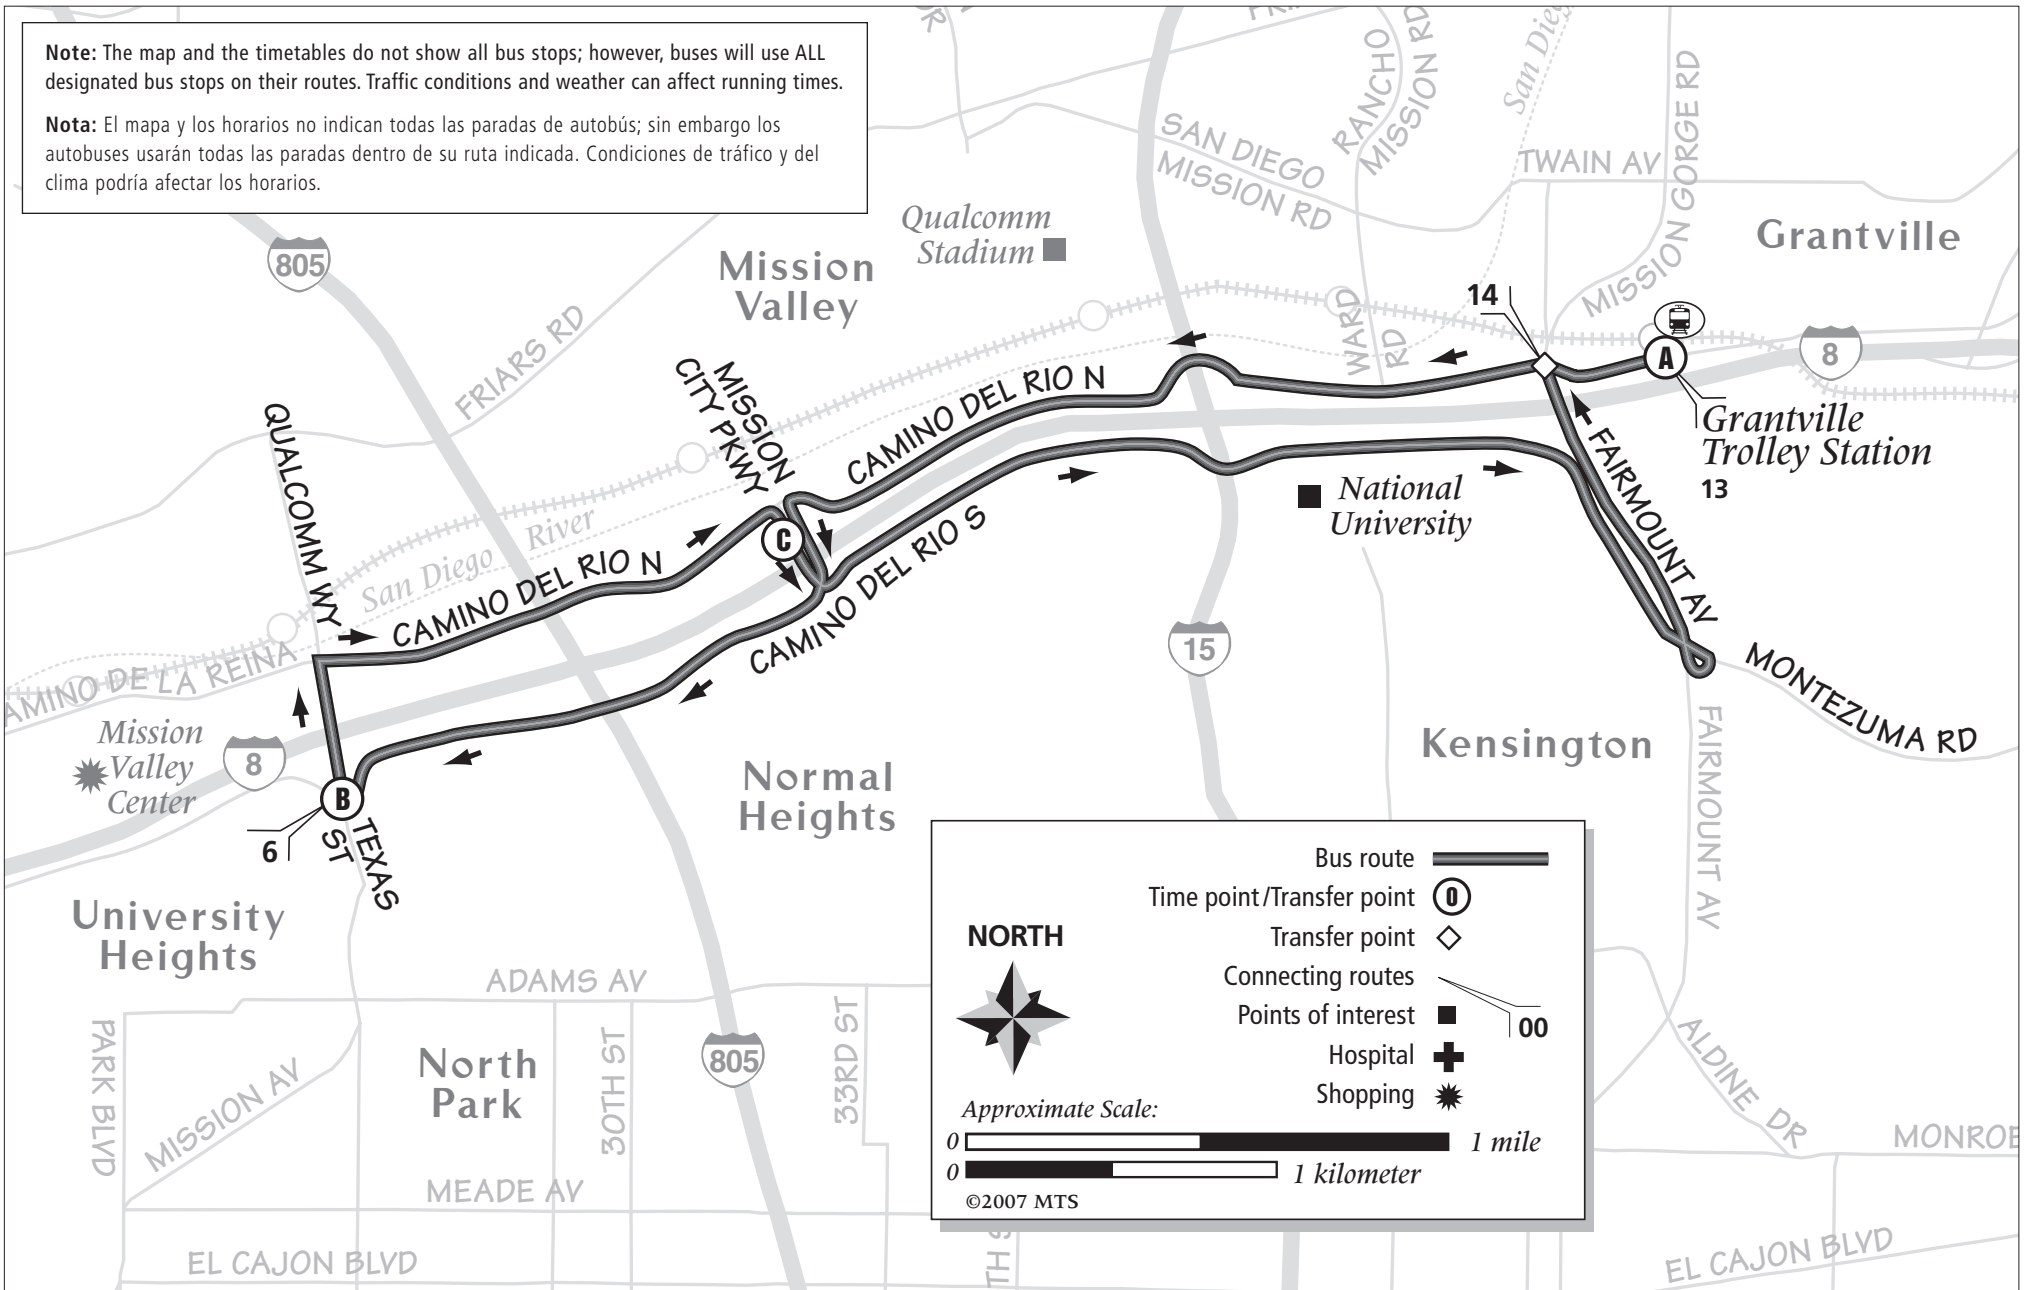 Note: The map and the timetables do not show all bus stops; however, buses will use ALL
designated bus stops on their routes. Traffic conditions and weather can affect running times.
Nota: El mapa y los horarios no indican todas las paradas de autobús; sin embargo los
autobuses usarán todas las paradas dentro de su ruta indicada. Condiciones de tráfico y del
clima podría afectar los horarios.
RANCHO
MISSION RD
SAN DIEGO
MISSION RD
San Dieg
TWAIN AV
MISSION GORGE RD
Grantville
Qualcomm
Stadium
Mission
Valley
805
FRIARS RD
WARD
RD
14
A
8
Grantville
Trolley Station
13
MISSION
CITY PKWY
CAMINO DEL RIO N
QUALCOMM WY
FAIRMOUNT AV
National
University
C
San Diego River
CAMINO DEL RIO N
CAMINO DEL RIO S
15
AMINO DE LA REINA
MONTEZUMA RD
Mission
Valley
Center
8
B
6
TEXAS
ST
Normal
Heights
Kensington
FAIRMOUNT AV
University
Heights
ADAMS AV
PARK BLVD
MISSION AV
North
Park
30TH ST
805
33RD ST
MEADE AV
EL CAJON BLVD
TH S
ALDINE DR
MONROE
EL CAJON BLVD
NORTH
Bus route
Time point/Transfer point
0
Transfer point
Connecting routes
00
Points of interest
Hospital
Shopping
Approximate Scale:
0 1 mile
0 1 kilometer
©2007 MTS